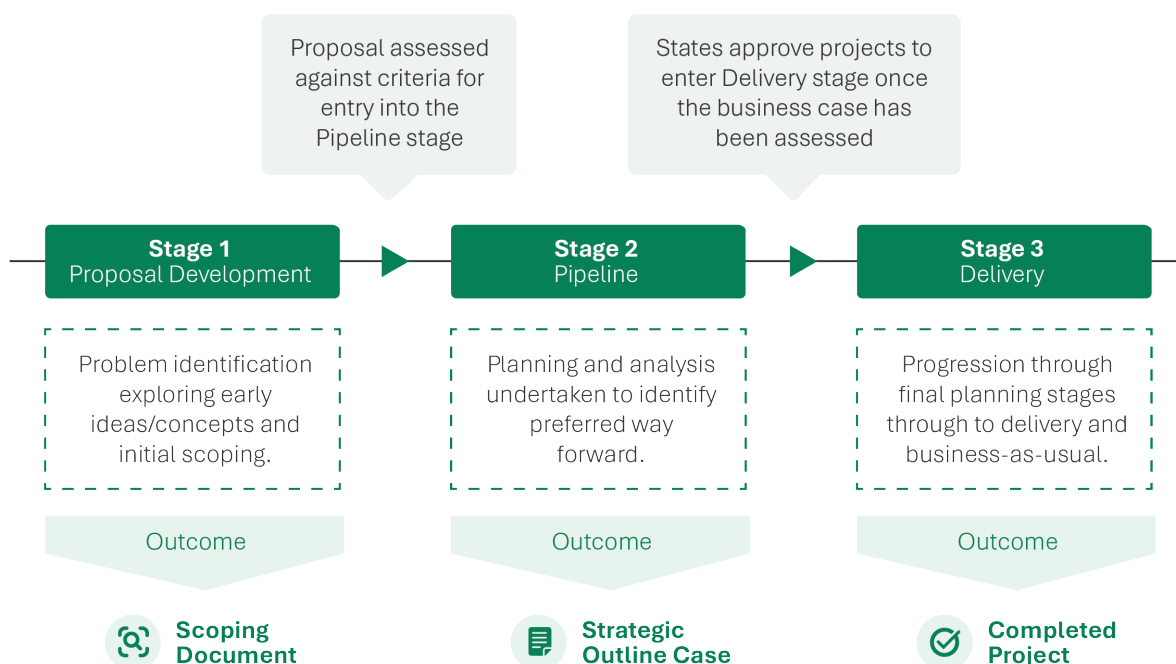 Proposal assessed
against criteria for
entry into the
Pipeline stage
States approve projects to
enter Delivery stage once
the business case has
been assessed
Stage 1
Proposal Development
Stage 2
Pipeline
Stage 3
Delivery
Problem identification
exploring early
ideas/concepts and
initial scoping.
Planning and analysis
undertaken to identify
preferred way
forward.
Progression through
final planning stages
through to delivery and
business-as-usual.
Outcome
Outcome
Outcome
Scoping
Document
Strategic
Outline Case
Completed
Project